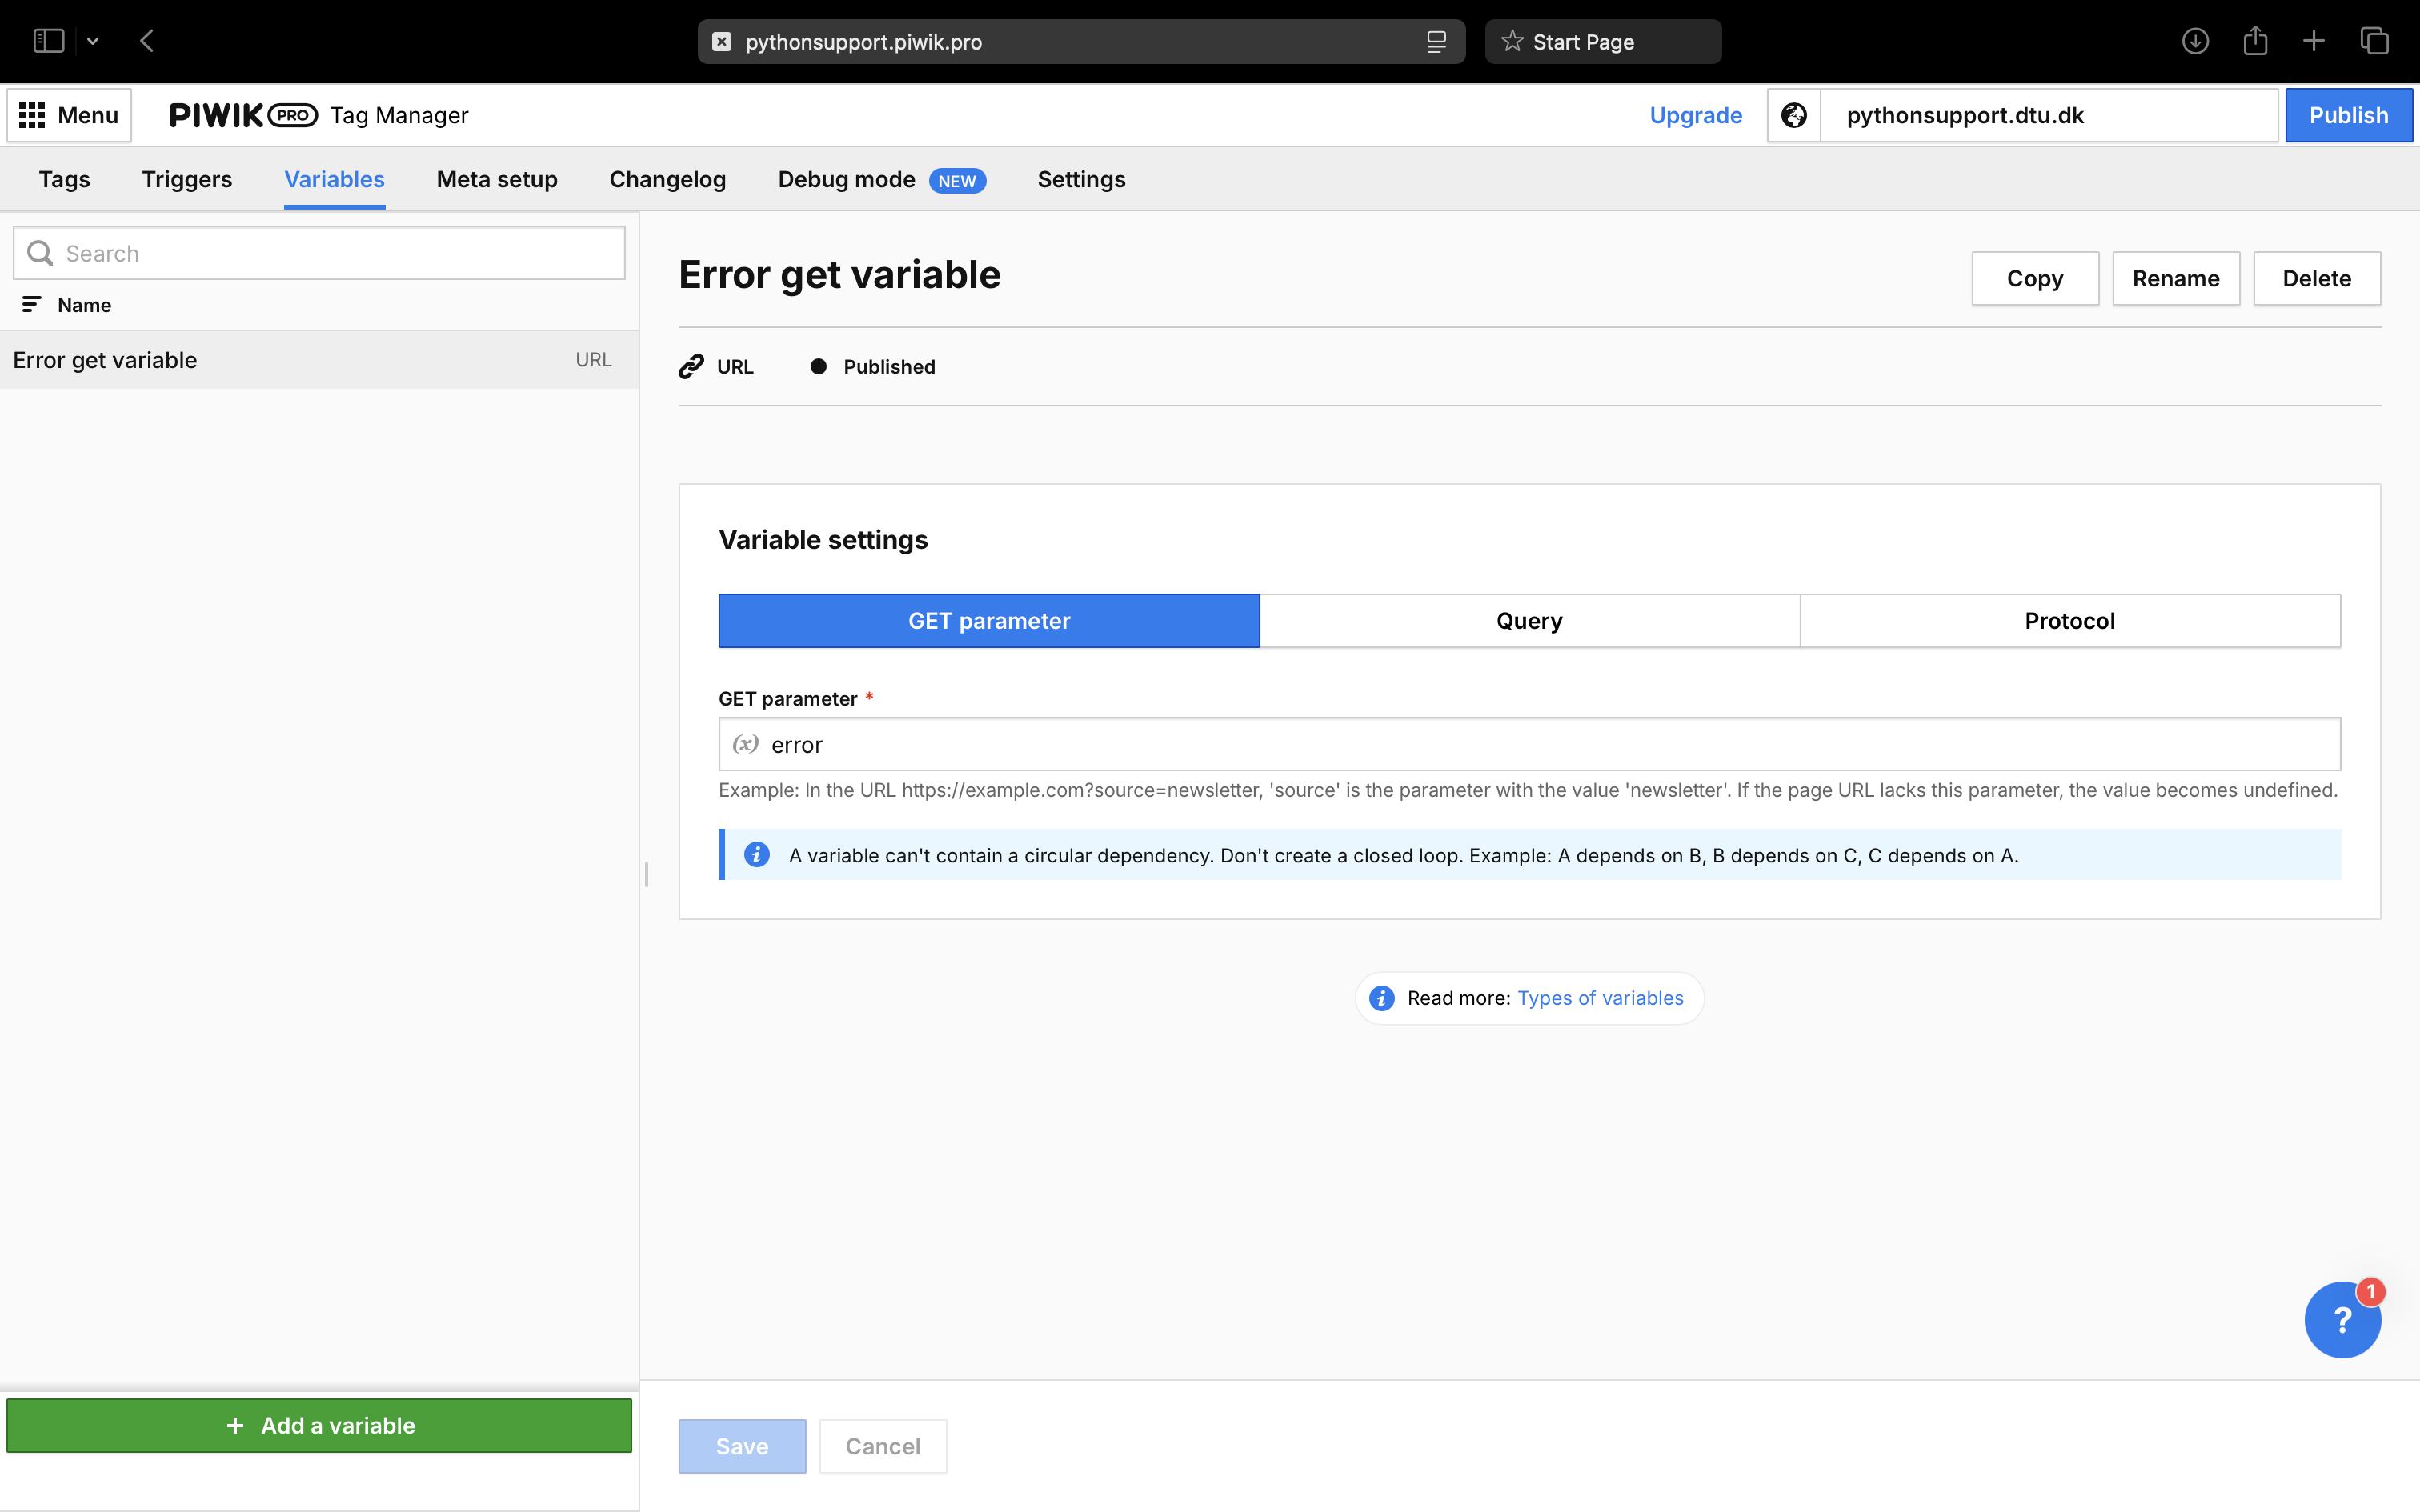 pythonsupport.piwik.pro
Start Page
Menu
PIWIK PRO Tag Manager
Upgrade
pythonsupport.dtu.dk
Publish
Tags
Triggers
Variables
Meta setup
Changelog
Debug mode NEW
Settings
Search
Name
Error get variable URL
Error get variable
Copy
Rename
Delete
URL
Published
Variable settings
GET parameter
Query
Protocol
GET parameter *
(x) error
Example: In the URL https://example.com?source=newsletter, 'source' is the parameter with the value 'newsletter'. If the page URL lacks this parameter, the value becomes undefined.
i A variable can't contain a circular dependency. Don't create a closed loop. Example: A depends on B, B depends on C, C depends on A.
i Read more: Types of variables
1
?
+ Add a variable
Save
Cancel